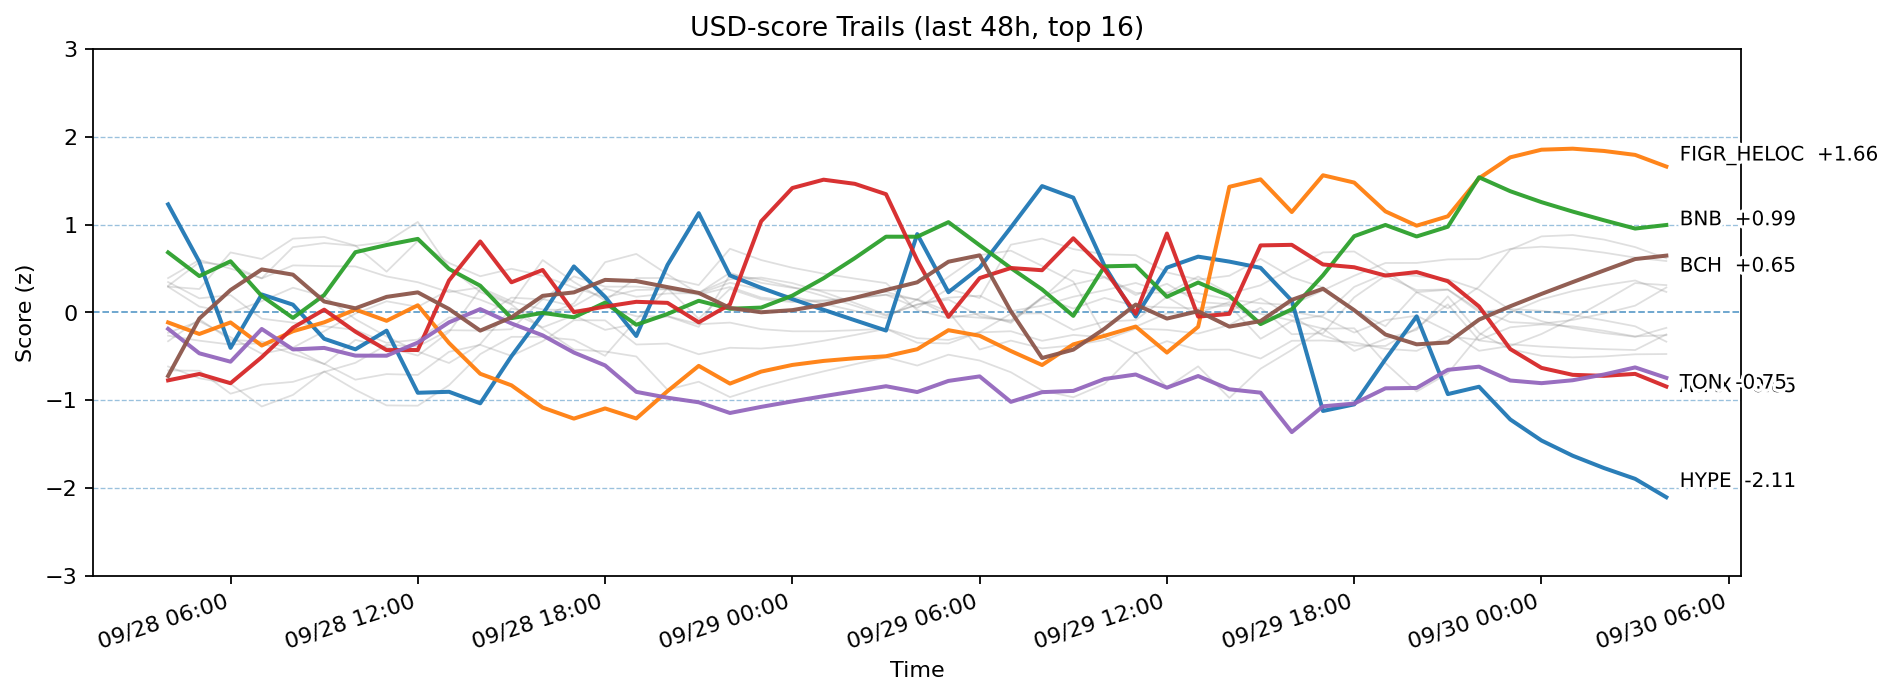 USD-score Trails (last 48h, top 16)
Score (z)
3
2
1
0
−1
−2
−3
FIGR_HELOC +1.66
BNB +0.99
BCH +0.65
TON -0.75
HYPE -2.11
09/28 06:00
09/28 12:00
09/28 18:00
09/29 00:00
09/29 06:00
09/29 12:00
09/29 18:00
09/30 00:00
09/30 06:00
Time